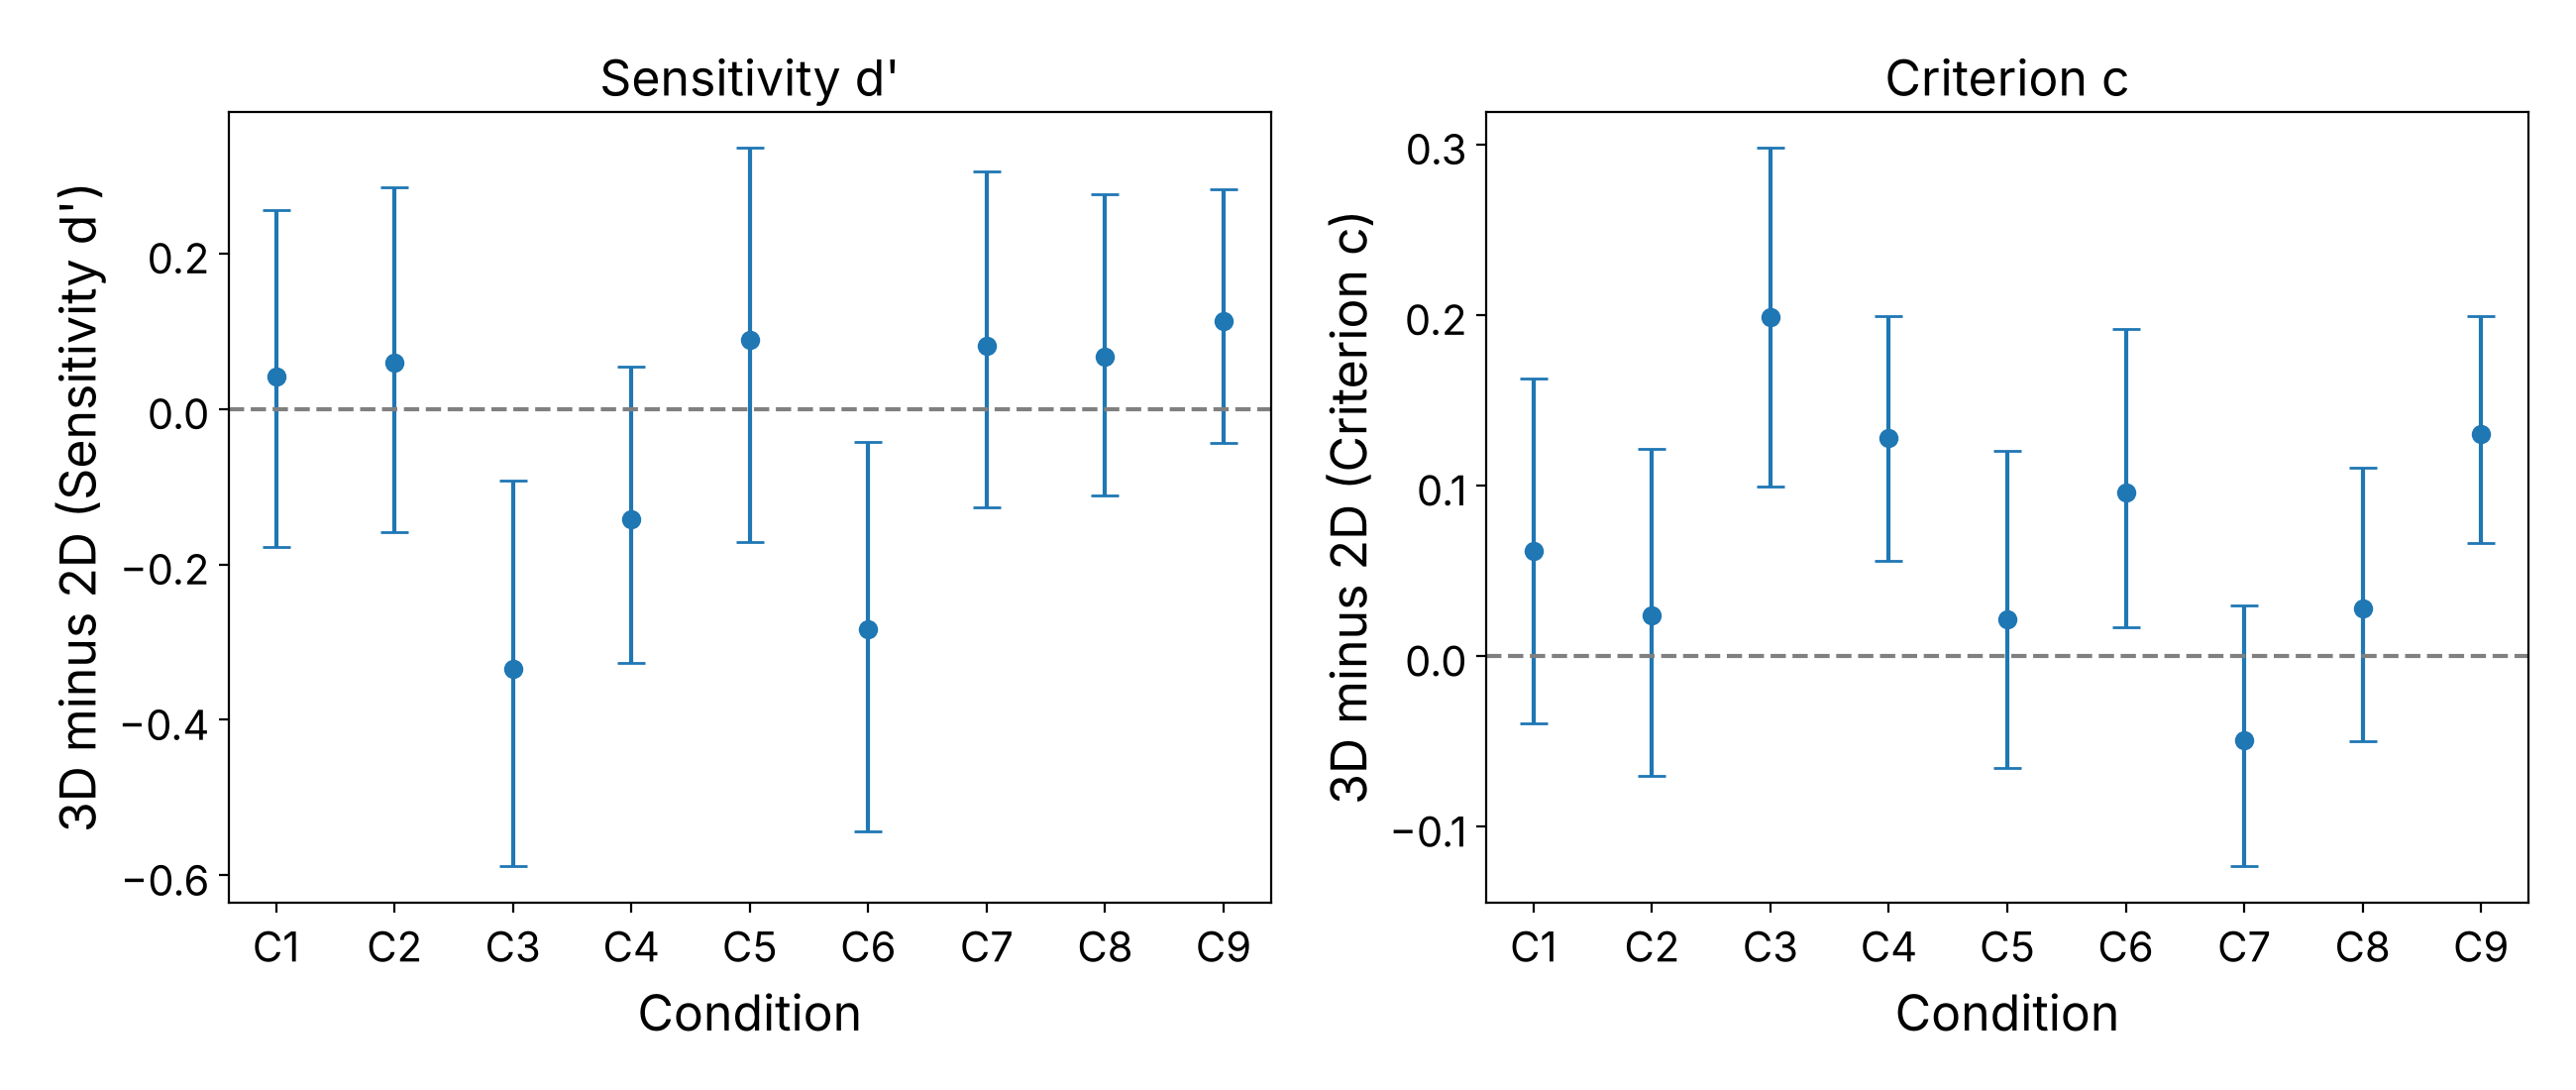 Sensitivity d'
3D minus 2D (Sensitivity d')
0.2
0.0
−0.2
−0.4
−0.6
C1 C2 C3 C4 C5 C6 C7 C8 C9
Condition
Criterion c
3D minus 2D (Criterion c)
0.3
0.2
0.1
0.0
−0.1
C1 C2 C3 C4 C5 C6 C7 C8 C9
Condition